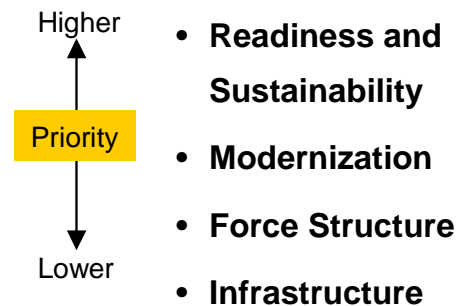 Higher
Priority
Lower
• Readiness and
Sustainability
• Modernization
• Force Structure
• Infrastructure